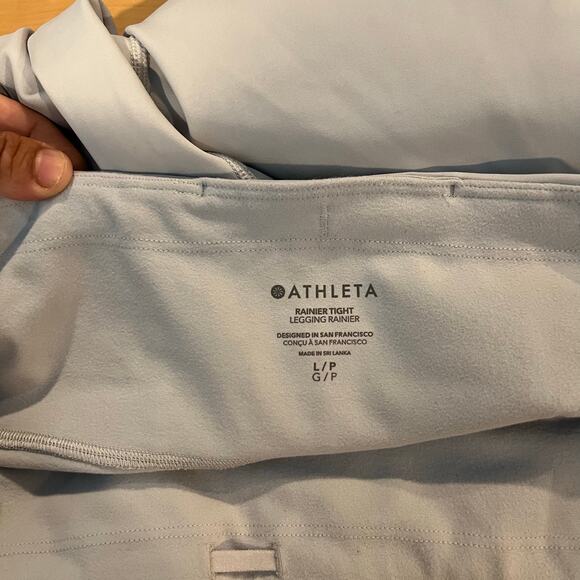 ATHLETA
RAINIER TIGHT
LEGGING RAINIER
DESIGNED IN SAN FRANCISCO
CONÇU À SAN FRANCISCO
MADE IN SRI LANKA
L/P
G/P